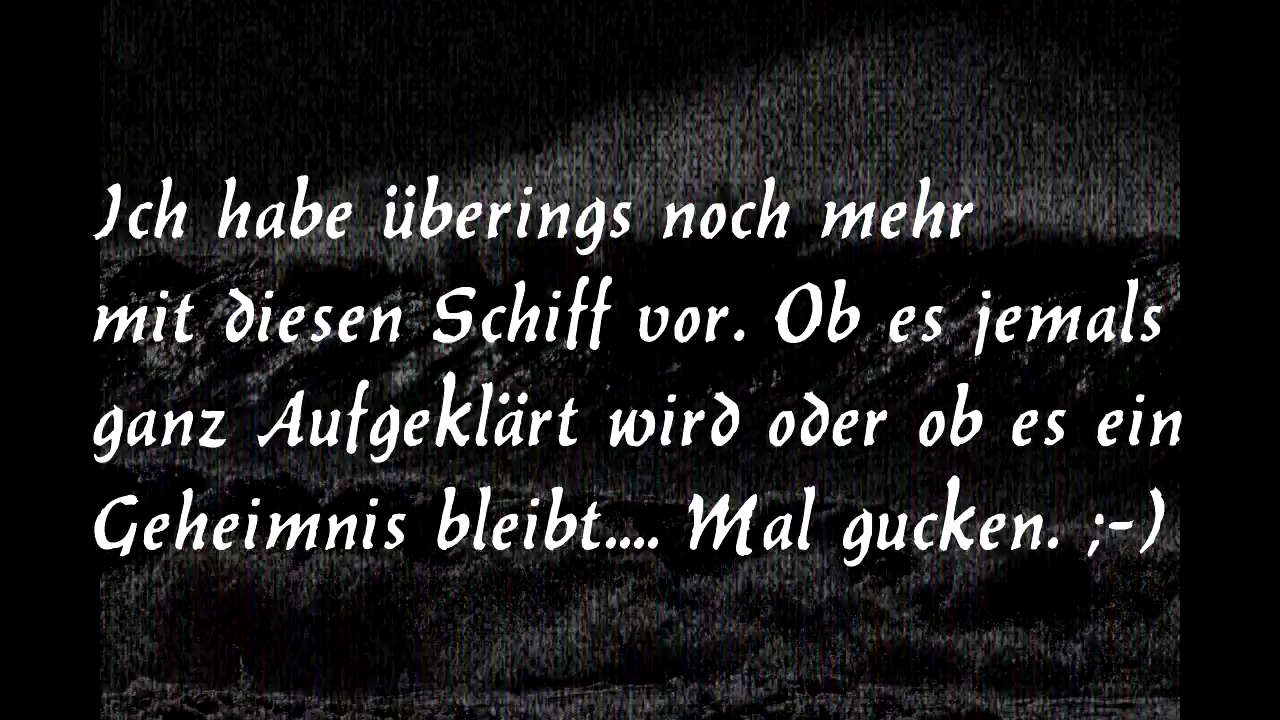 Ich habe überings noch mehr
mit diesen Schiff vor. Ob es jemals
ganz Aufgeklärt wird oder ob es ein
Geheimnis bleibt.... Mal gucken. ;-)